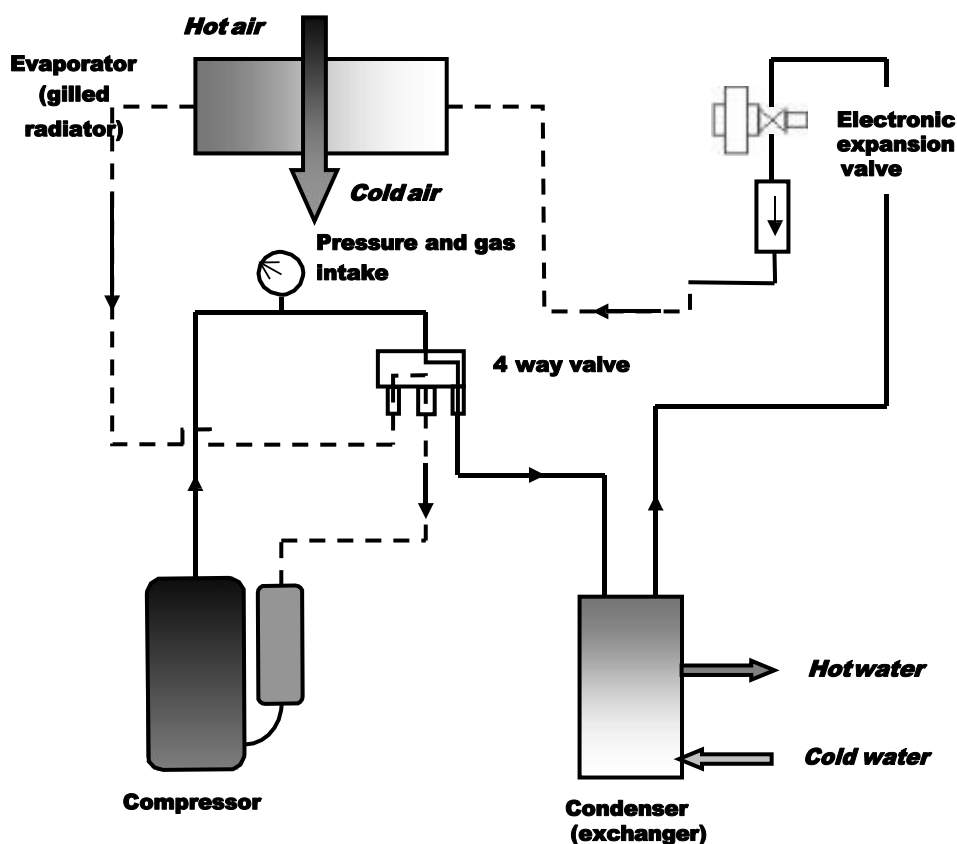 Hot air
Evaporator
(gilled
radiator)
Electronic
expansion
valve
Cold air
Pressure and gas
intake
4 way valve
Hot water
Cold water
Compressor
Condenser
(exchanger)